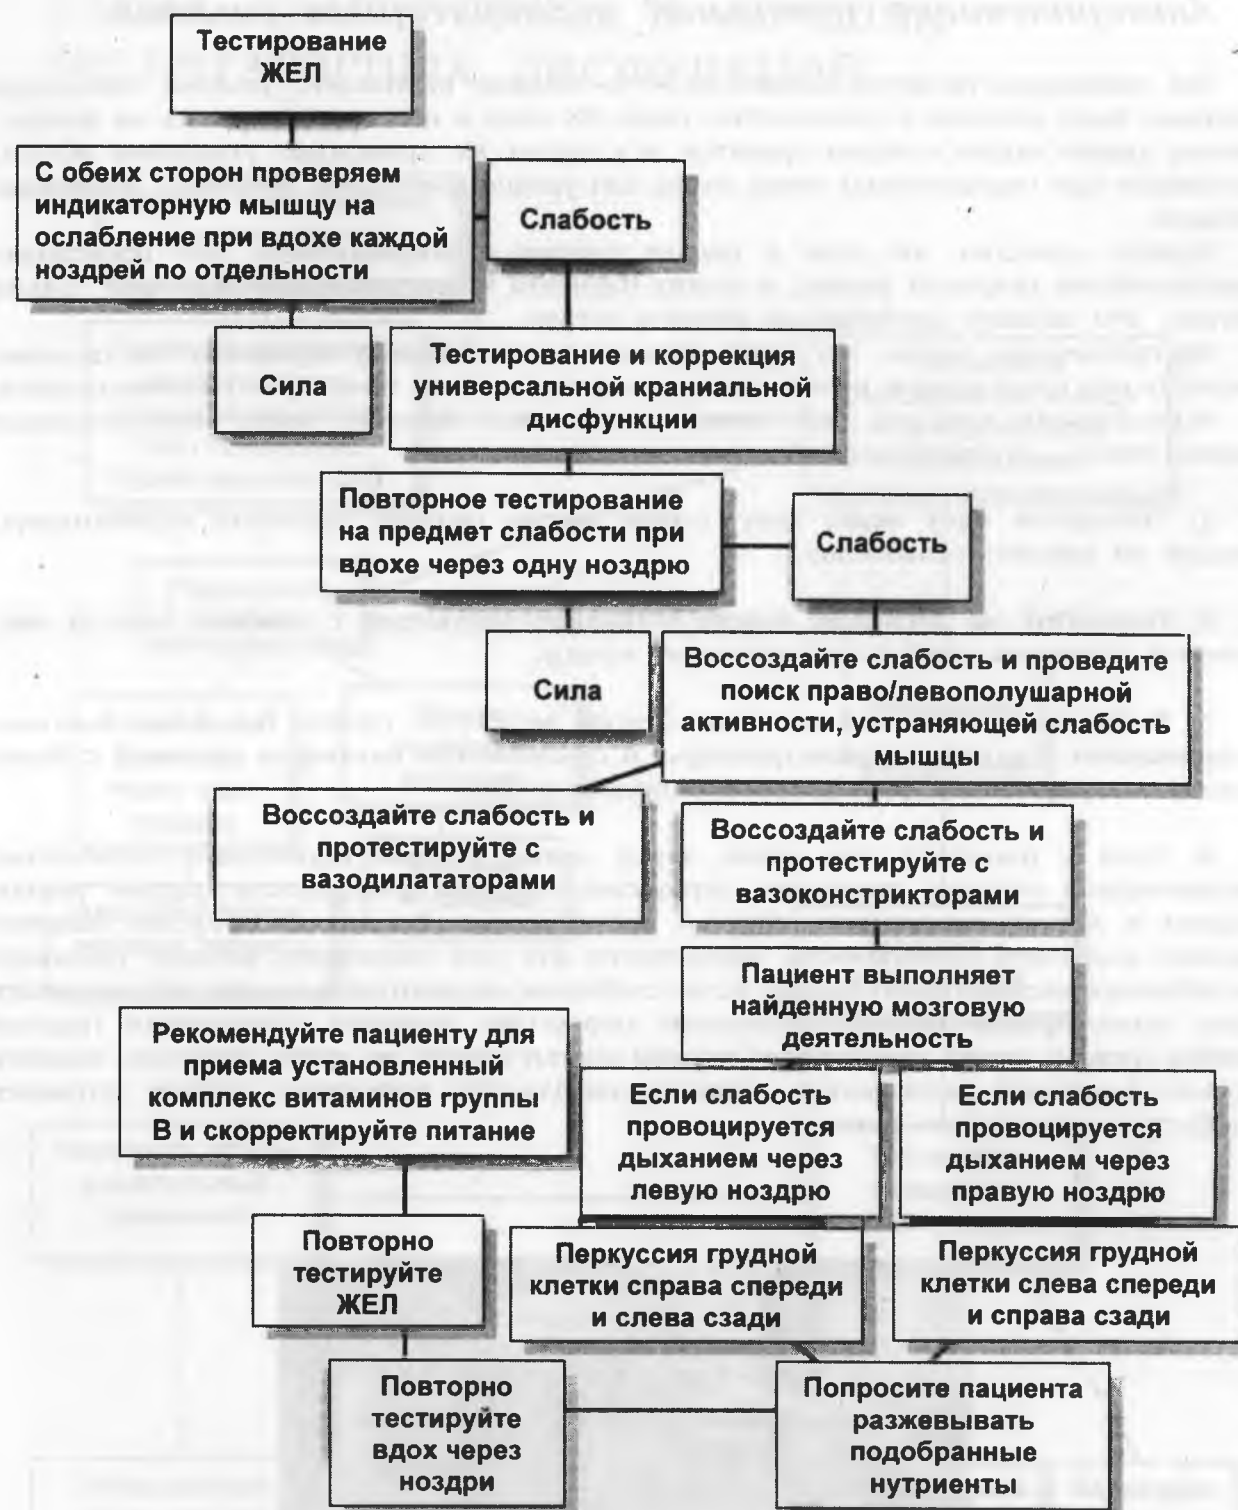 Тестирование
ЖЕЛ
С обеих сторон проверяем
индикаторную мышцу на
ослабление при вдохе каждой
ноздрей по отдельности
Слабость
Сила
Тестирование и коррекция
универсальной краниальной
дисфункции
Повторное тестирование
на предмет слабости при
вдохе через одну ноздрю
Слабость
Сила
Воссоздайте слабость и проведите
поиск право/левополушарной
активности, устраняющей слабость
мышцы
Воссоздайте слабость и
протестируйте с
вазодилататорами
Воссоздайте слабость и
протестируйте с
вазоконстрикторами
Пациент выполняет
найденную мозговую
деятельность
Рекомендуйте пациенту для
приема установленный
комплекс витаминов группы
В и скорректируйте питание
Если слабость
провоцируется
дыханием через
левую ноздрю
Если слабость
провоцируется
дыханием через
правую ноздрю
Повторно
тестируйте
ЖЕЛ
Перкуссия грудной
клетки справа спереди
и слева сзади
Перкуссия грудной
клетки слева спереди
и справа сзади
Повторно
тестируйте
вдох через
ноздри
Попросите пациента
разжевывать
подобранные
нутриенты